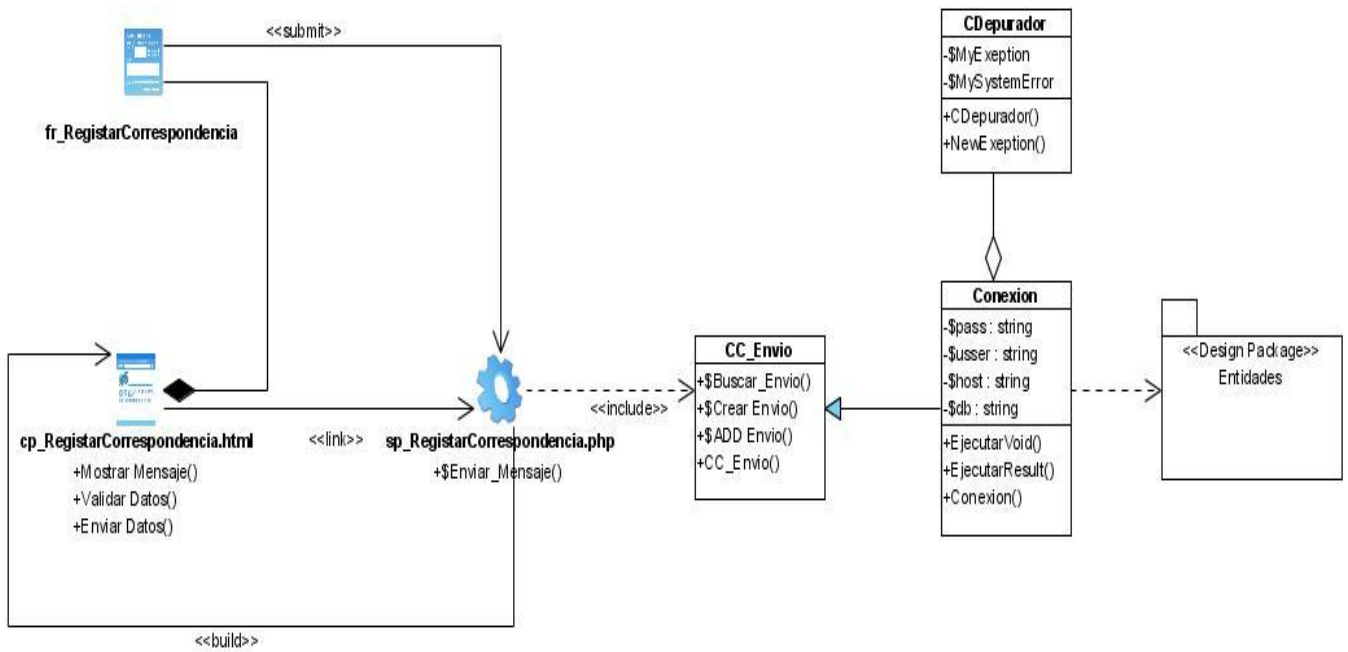 <<submit>>
fr_RegistarCorrespondencia
CDepurador
-$MyExeption
-$MySystemError
+CDepurador()
+NewExeption()
cp_RegistarCorrespondencia.html
+Mostrar Mensaje()
+Validar Datos()
+Enviar Datos()
<<link>>
sp_RegistarCorrespondencia.php
+$Enviar_Mensaje()
<<include>>
CC_Envio
+$Buscar_Envio()
+$Crear Envio()
+$ADD Envio()
+CC_Envio()
Conexion
-$pass : string
-$usser : string
-$host : string
-$db : string
+EjecutarVoid()
+EjecutarResult()
+Conexion()
<<Design Package>>
Entidades
<<build>>